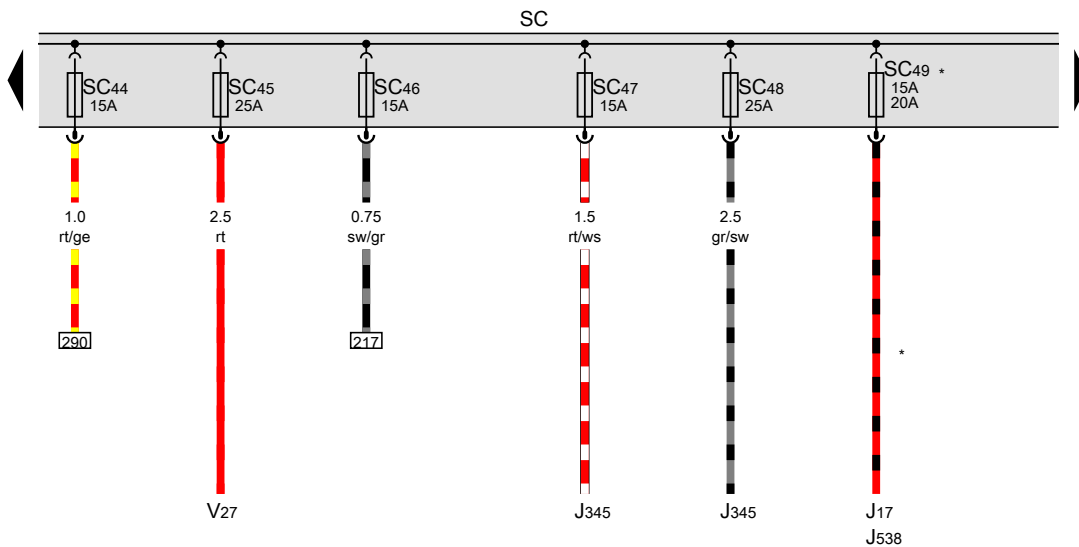 SC
SC44 SC45 SC46 SC47 SC48 SC49 *
15A 25A 15A 15A 25A 15A
20A
1.0 2.5 0.75 1.5 2.5
rt/ge rt sw/gr rt/ws gr/sw
290 217
*
V27 J345 J345 J17
J538